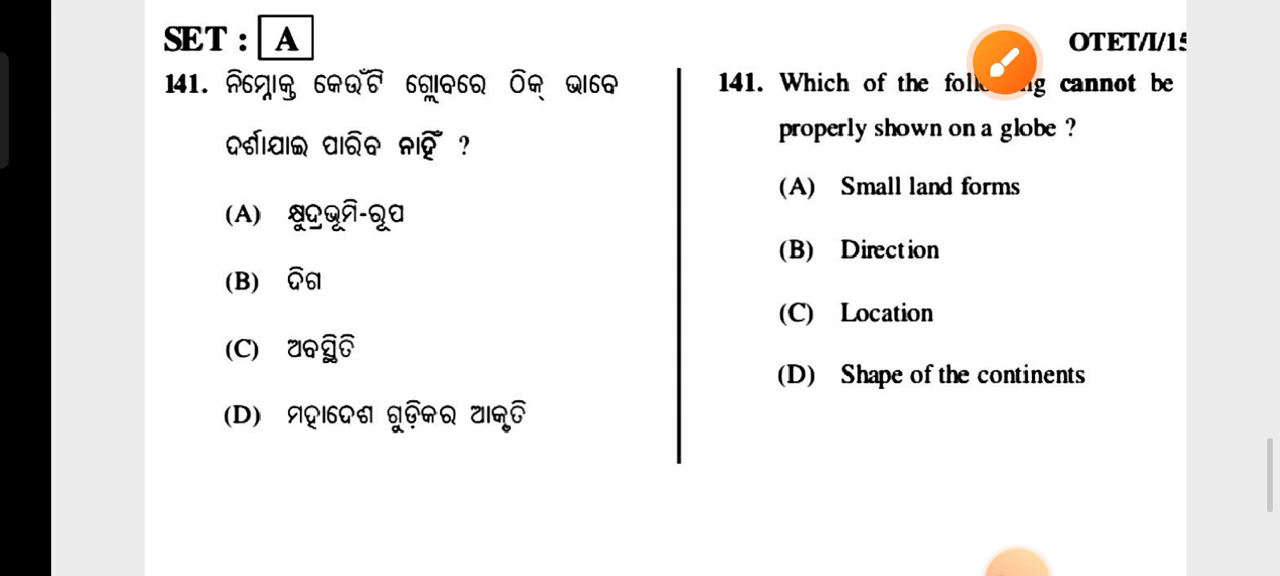 SET : A
OTET/I/15
141. ନିମ୍ନୋକ୍ତ କେଉଁଟି ଗ୍ଲୋବରେ ଠିକ୍ ଭାବେ
ଦର୍ଶାଯାଇ ପାରିବ ନାହିଁ ?
(A) କ୍ଷୁଦ୍ରଭୂମି-ରୂପ
(B) ଦିଗ
(C) ଅବସ୍ଥିତି
(D) ମହାଦେଶ ଗୁଡ଼ିକର ଆକୃତି
141. Which of the cannot be
properly shown on a globe ?
(A) Small land forms
(B) Direction
(C) Location
(D) Shape of the continents